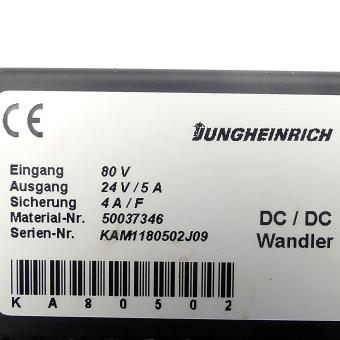 CE
JUNGHEINRICH
Eingang 80 V
Ausgang 24 V / 5 A
Sicherung 4 A / F
Material-Nr. 50037346
Serien-Nr. KAM1180502J09
DC / DC
Wandler
KA80502